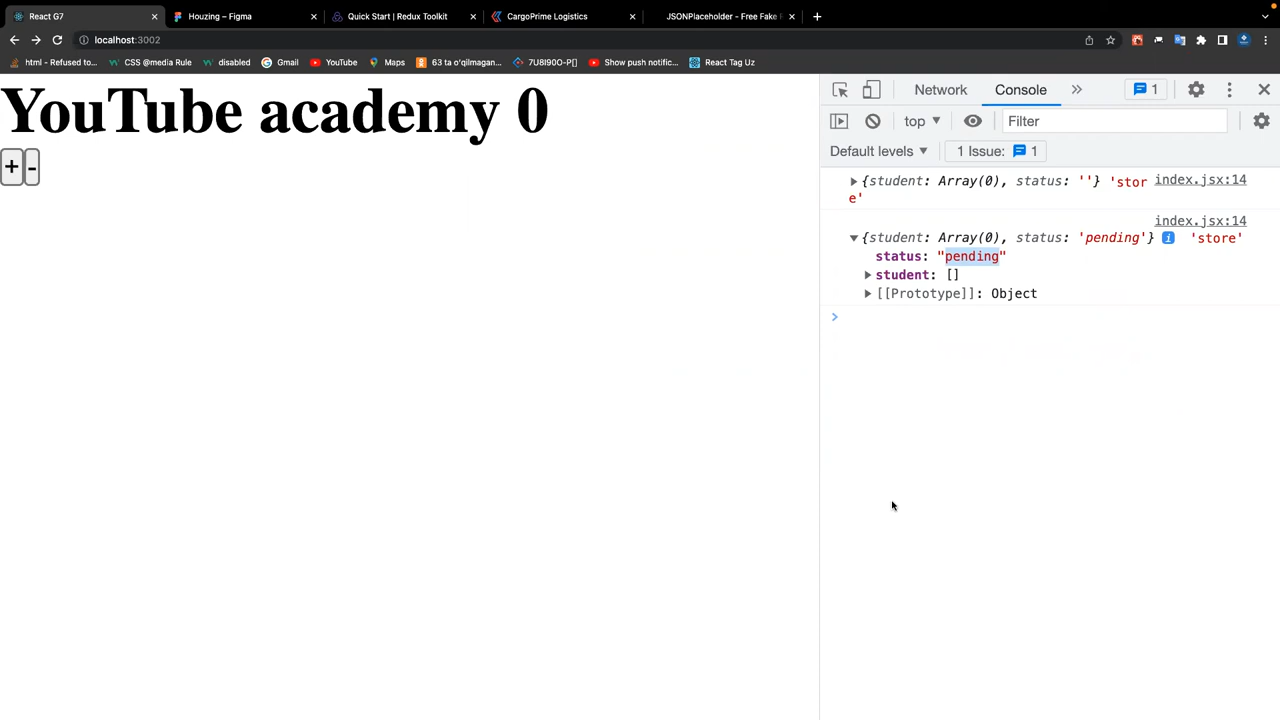 React G7
Houzing – Figma
Quick Start | Redux Toolkit
CargoPrime Logistics
JSONPlaceholder - Free Fake
localhost:3002
html - Refused to...
CSS @media Rule
disabled
Gmail
YouTube
Maps
63 ta o'qilmagan...
7U8I90O-P[]
Show push notific...
React Tag Uz
YouTube academy 0
+ -
Network
Console
1
top
Filter
Default levels
1 Issue: 1
{student: Array(0), status: ''} 'stor
e'
index.jsx:14
index.jsx:14
{student: Array(0), status: 'pending'} i 'store'
status: "pending"
student: []
[[Prototype]]: Object